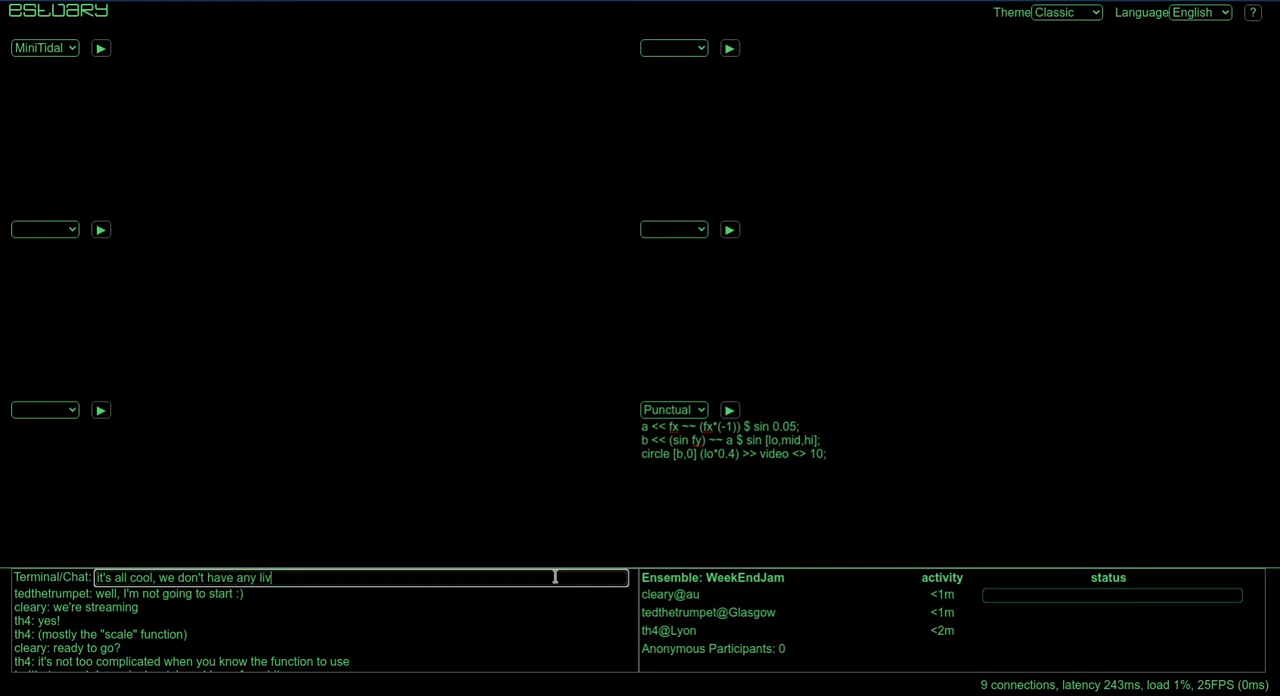 estuary
Theme Classic Language English ?
MiniTidal
Punctual
a << fx ~~ (fx*(-1)) $ sin 0.05;
b << (sin fy) ~~ a $ sin [lo,mid,hi];
circle [b,0] (lo*0.4) >> video <> 10;
Terminal/Chat: it's all cool, we don't have any liv
tedthetrumpet: well, I'm not going to start :)
cleary: we're streaming
th4: yes!
th4: (mostly the "scale" function)
cleary: ready to go?
th4: it's not too complicated when you know the function to use
Ensemble: WeekEndJam activity status
cleary@au <1m
tedthetrumpet@Glasgow <1m
th4@Lyon <2m
Anonymous Participants: 0
9 connections, latency 243ms, load 1%, 25FPS (0ms)